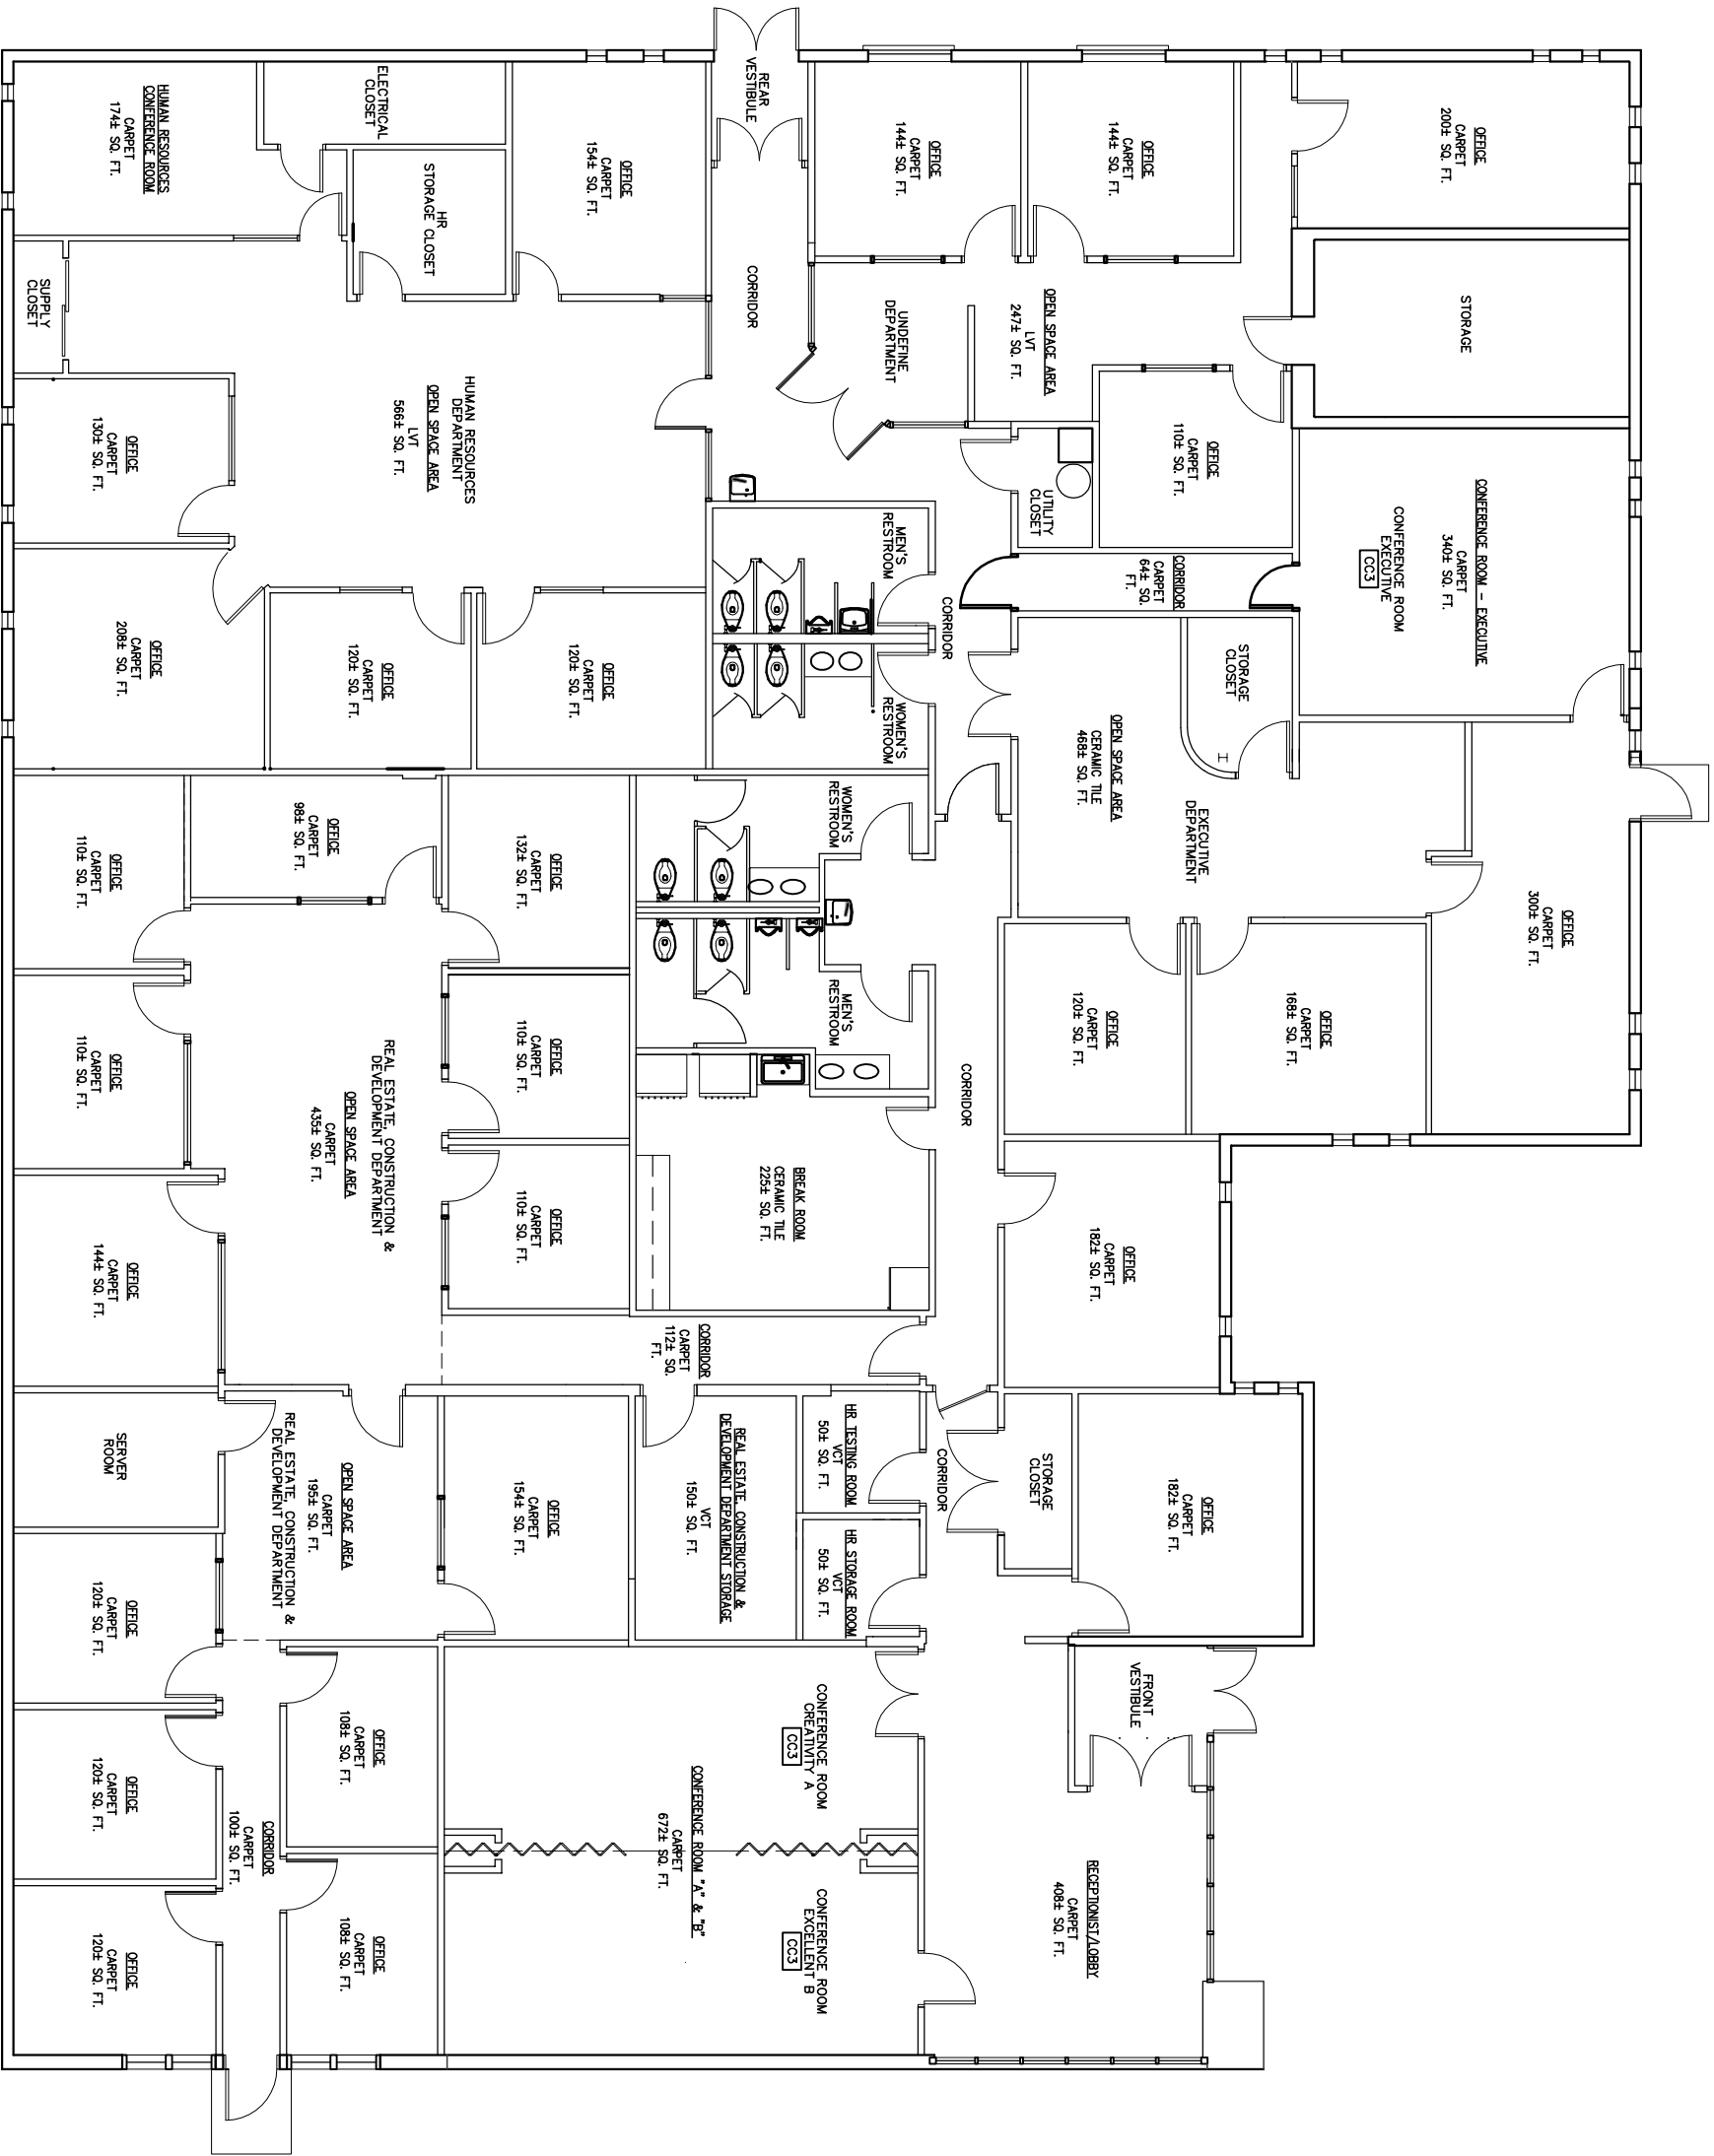 HUMAN RESOURCES
CONFERENCE ROOM
CARPET
174± SQ. FT.
ELECTRICAL
CLOSET
HR
STORAGE CLOSET
OFFICE
CARPET
154± SQ. FT.
REAR
VESTIBULE
CORRIDOR
OFFICE
CARPET
144± SQ. FT.
OFFICE
CARPET
144± SQ. FT.
OFFICE
CARPET
200± SQ. FT.
STORAGE
UNDEFINE
DEPARTMENT
OPEN SPACE AREA
LVT
247± SQ. FT.
OFFICE
CARPET
110± SQ. FT.
UTILITY
CLOSET
CONFERENCE ROOM - EXECUTIVE
CARPET
340± SQ. FT.
CONFERENCE ROOM
EXECUTIVE
CC3
CORRIDOR
CARPET
64± SQ.
FT.
SUPPLY
CLOSET
HUMAN RESOURCES
DEPARTMENT
OPEN SPACE AREA
LVT
566± SQ. FT.
OFFICE
CARPET
130± SQ. FT.
OFFICE
CARPET
208± SQ. FT.
OFFICE
CARPET
120± SQ. FT.
OFFICE
CARPET
120± SQ. FT.
MEN'S
RESTROOM
WOMEN'S
RESTROOM
CORRIDOR
STORAGE
CLOSET
OPEN SPACE AREA
CERAMIC TILE
468± SQ. FT.
EXECUTIVE
DEPARTMENT
OFFICE
CARPET
300± SQ. FT.
OFFICE
CARPET
168± SQ. FT.
OFFICE
CARPET
120± SQ. FT.
OFFICE
CARPET
110± SQ. FT.
OFFICE
CARPET
98± SQ. FT.
OFFICE
CARPET
132± SQ. FT.
WOMEN'S
RESTROOM
MEN'S
RESTROOM
CORRIDOR
OFFICE
CARPET
110± SQ. FT.
REAL ESTATE, CONSTRUCTION &
DEVELOPMENT DEPARTMENT
OPEN SPACE AREA
CARPET
435± SQ. FT.
OFFICE
CARPET
110± SQ. FT.
OFFICE
CARPET
110± SQ. FT.
BREAK ROOM
CERAMIC TILE
225± SQ. FT.
OFFICE
CARPET
182± SQ. FT.
OFFICE
CARPET
144± SQ. FT.
CORRIDOR
CARPET
112± SQ.
FT.
SERVER
ROOM
OPEN SPACE AREA
CARPET
195± SQ. FT.
REAL ESTATE, CONSTRUCTION &
DEVELOPMENT DEPARTMENT
OFFICE
CARPET
154± SQ. FT.
REAL ESTATE, CONSTRUCTION &
DEVELOPMENT DEPARTMENT STORAGE
VCT
150± SQ. FT.
HR TESTING ROOM
VCT
50± SQ. FT.
HR STORAGE ROOM
VCT
50± SQ. FT.
CORRIDOR
STORAGE
CLOSET
OFFICE
CARPET
182± SQ. FT.
FRONT
VESTIBULE
OFFICE
CARPET
120± SQ. FT.
OFFICE
CARPET
120± SQ. FT.
OFFICE
CARPET
120± SQ. FT.
CORRIDOR
CARPET
100± SQ. FT.
OFFICE
CARPET
108± SQ. FT.
OFFICE
CARPET
108± SQ. FT.
CONFERENCE ROOM
CREATIVITY A
CC3
CONFERENCE ROOM "A" & "B"
CARPET
672± SQ. FT.
CONFERENCE ROOM
EXCELLENT B
CC3
RECEPTIONIST/LOBBY
CARPET
408± SQ. FT.